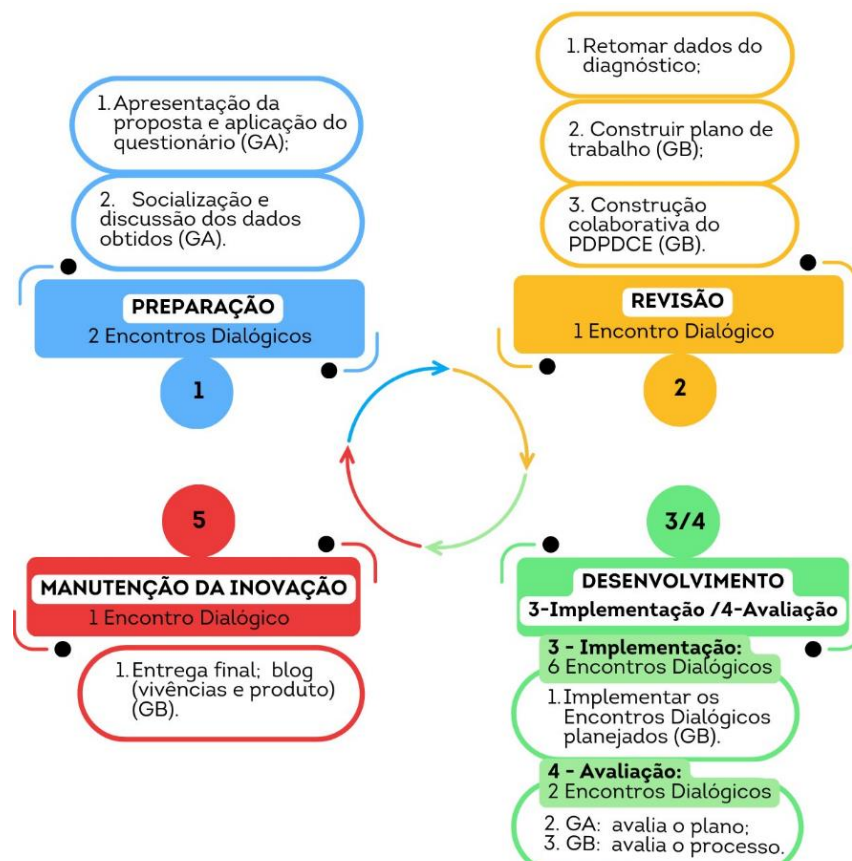 1. Apresentação da
proposta e aplicação do
questionário (GA);
2. Socialização e
discussão dos dados
obtidos (GA).
PREPARAÇÃO
2 Encontros Dialógicos
1
1. Retomar dados do
diagnóstico;
2. Construir plano de
trabalho (GB);
3. Construção
colaborativa do
PDPDCE (GB).
REVISÃO
1 Encontro Dialógico
2
3/4
DESENVOLVIMENTO
3-Implementação /4-Avaliação
3 - Implementação:
6 Encontros Dialógicos
1. Implementar os
Encontros Dialógicos
planejados (GB).
4 - Avaliação:
2 Encontros Dialógicos
2. GA: avalia o plano;
3. GB: avalia o processo.
5
MANUTENÇÃO DA INOVAÇÃO
1 Encontro Dialógico
1. Entrega final; blog
(vivências e produto)
(GB).